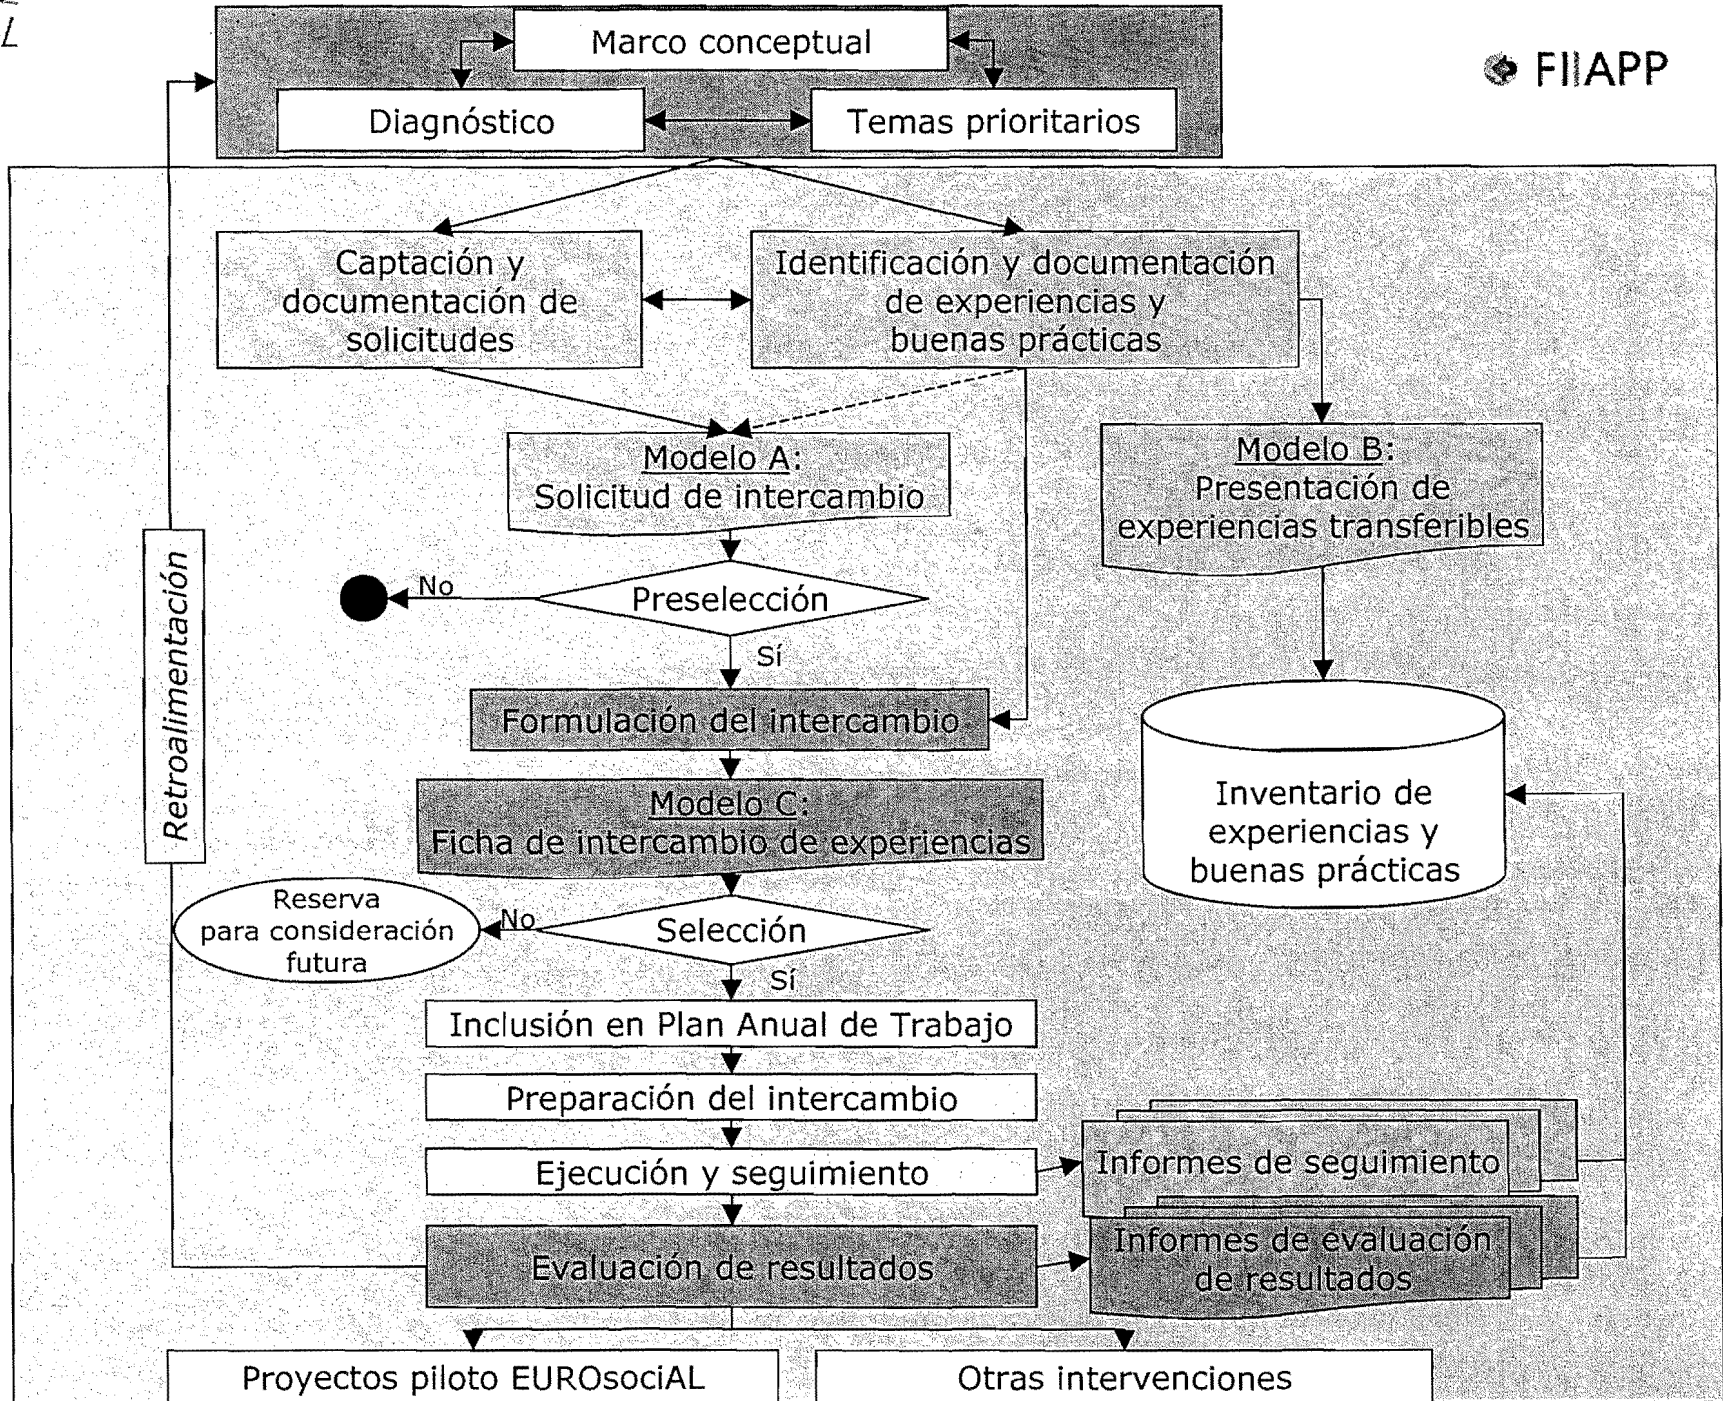 L
Marco conceptual
FIIAPP
Diagnóstico
Temas prioritarios
Captación y
documentación de
solicitudes
Identificación y documentación
de experiencias y
buenas prácticas
Modelo A:
Solicitud de intercambio
Modelo B:
Presentación de
experiencias transferibles
No
Preselección
Sí
Retroalimentación
Formulación del intercambio
Modelo C:
Ficha de intercambio de experiencias
Inventario de
experiencias y
buenas prácticas
Reserva
para consideración
futura
No
Selección
Sí
Inclusión en Plan Anual de Trabajo
Preparación del intercambio
Ejecución y seguimiento
Informes de seguimiento
Evaluación de resultados
Informes de evaluación
de resultados
Proyectos piloto EUROsociAL
Otras intervenciones